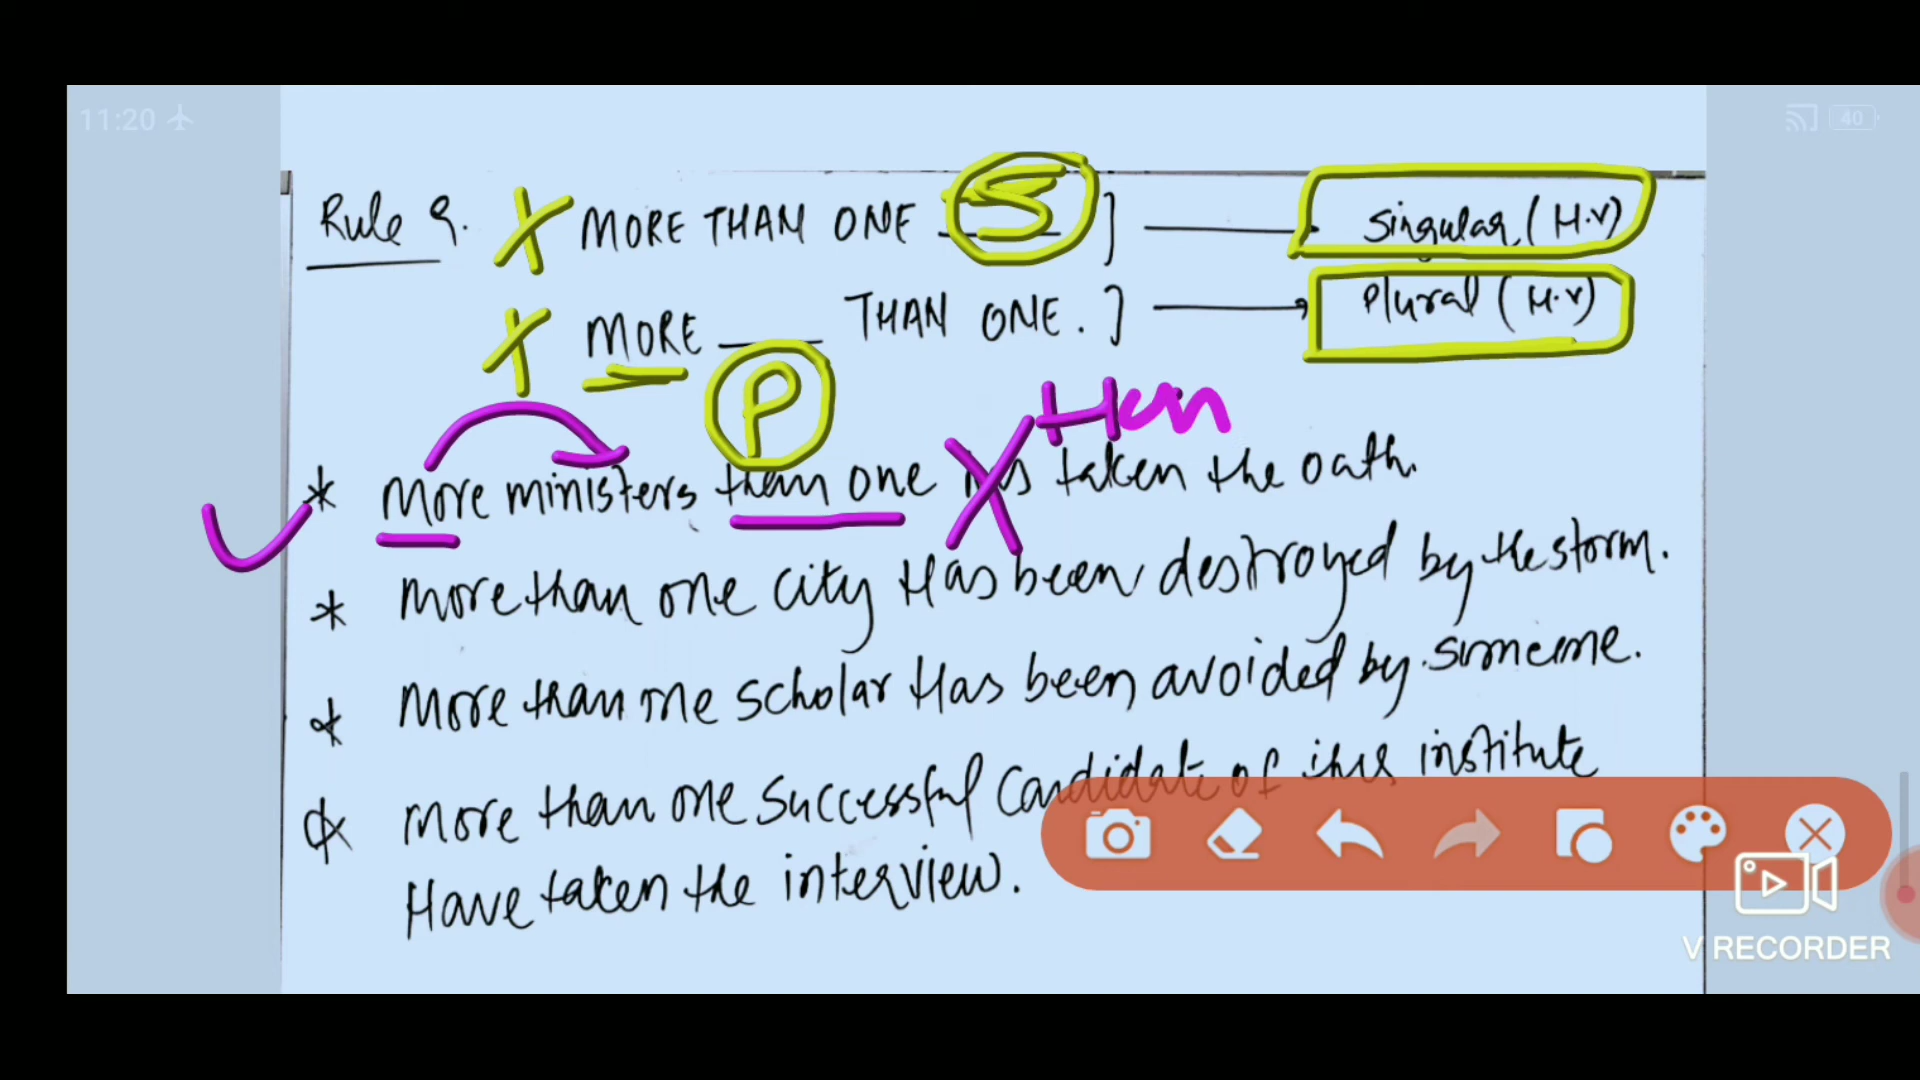 11:20
40
Rule 9. MORE THAN ONE S ] Singular (H.V)
MORE ___ THAN ONE. ] Plural (H.V)
P
More ministers than one has taken the oath.
More than one city Has been destroyed by the storm.
More than one scholar Has been avoided by someone.
More than one successful candidate of this institute
Have taken the interview.
V RECORDER